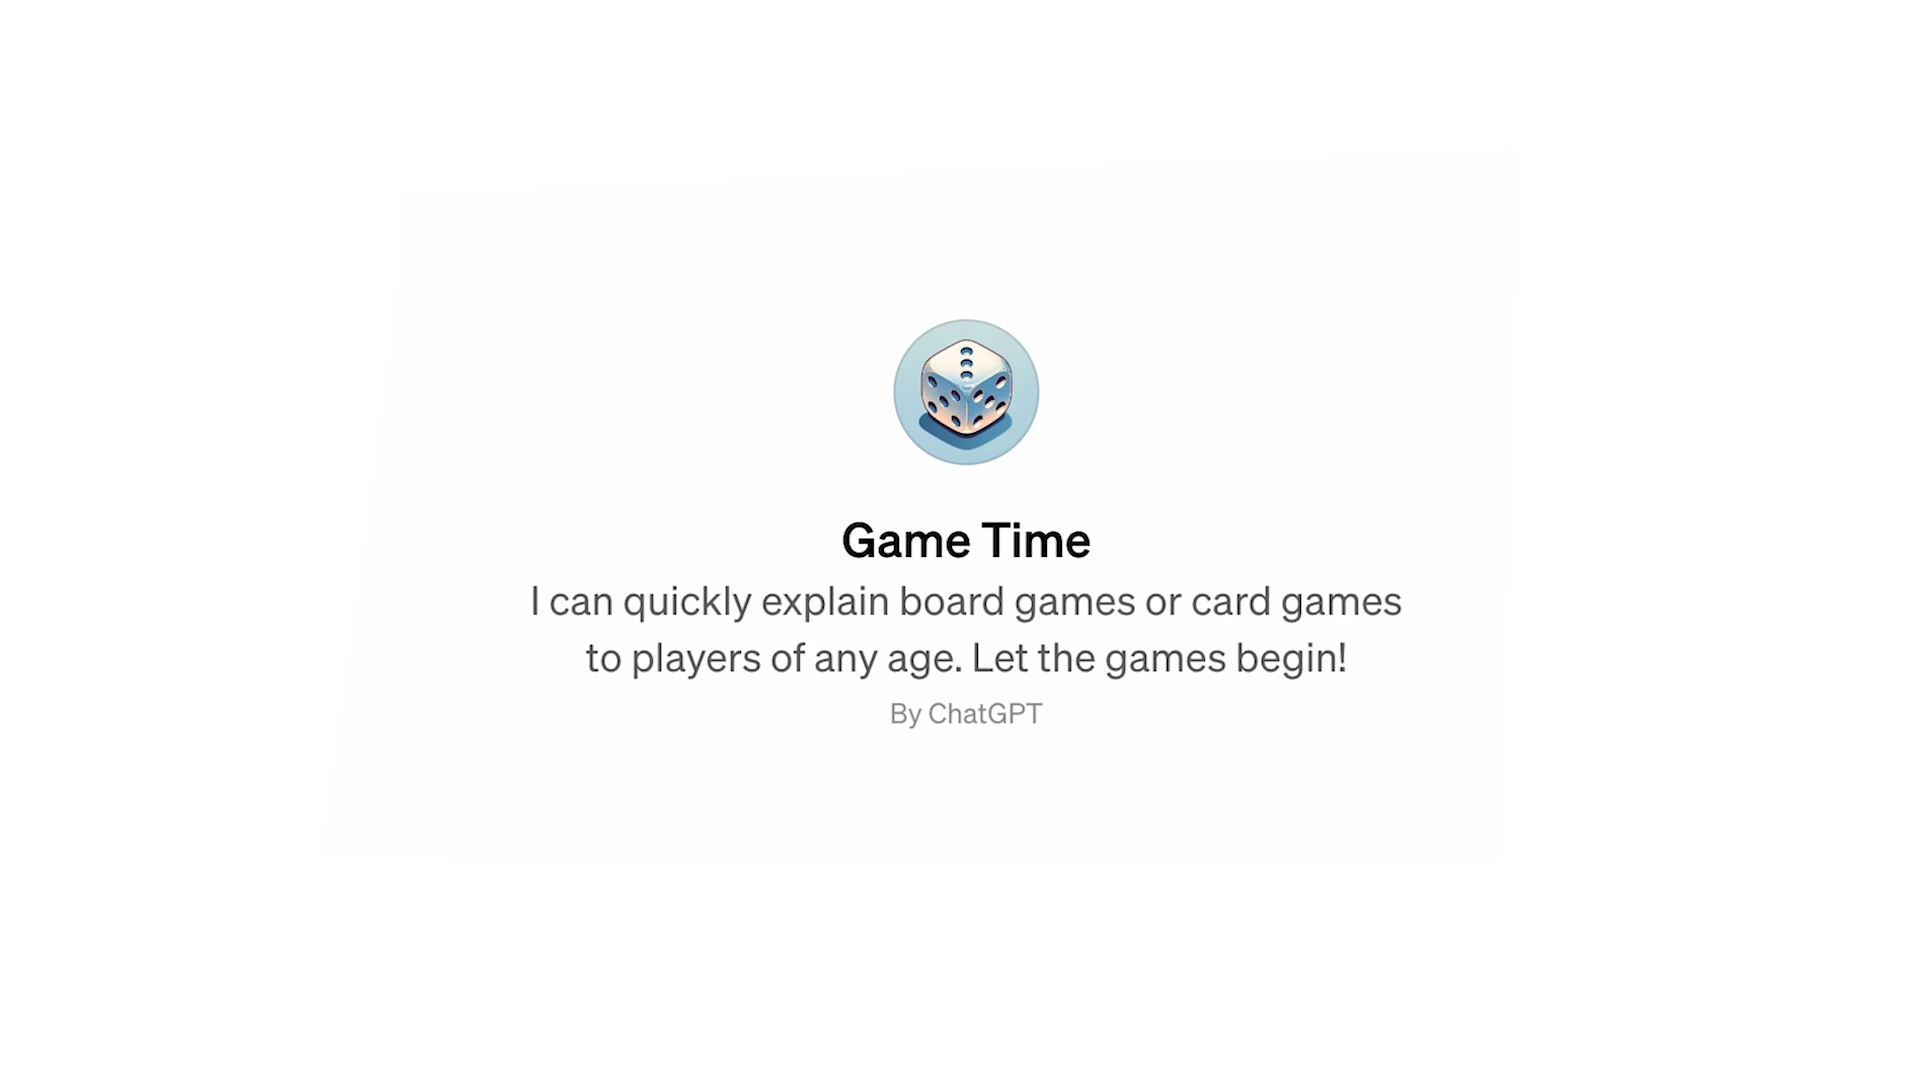 Game Time
I can quickly explain board games or card games
to players of any age. Let the games begin!
By ChatGPT